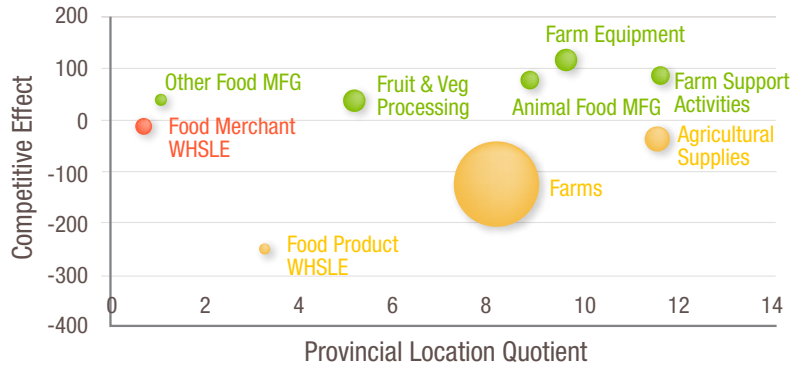 200
100
0
-100
-200
-300
-400
Competitive Effect
Farm Equipment
Other Food MFG
Fruit & Veg
Processing
Animal Food MFG
Farm Support
Activities
Food Merchant
WHSLE
Agricultural
Supplies
Farms
Food Product
WHSLE
0 2 4 6 8 10 12 14
Provincial Location Quotient